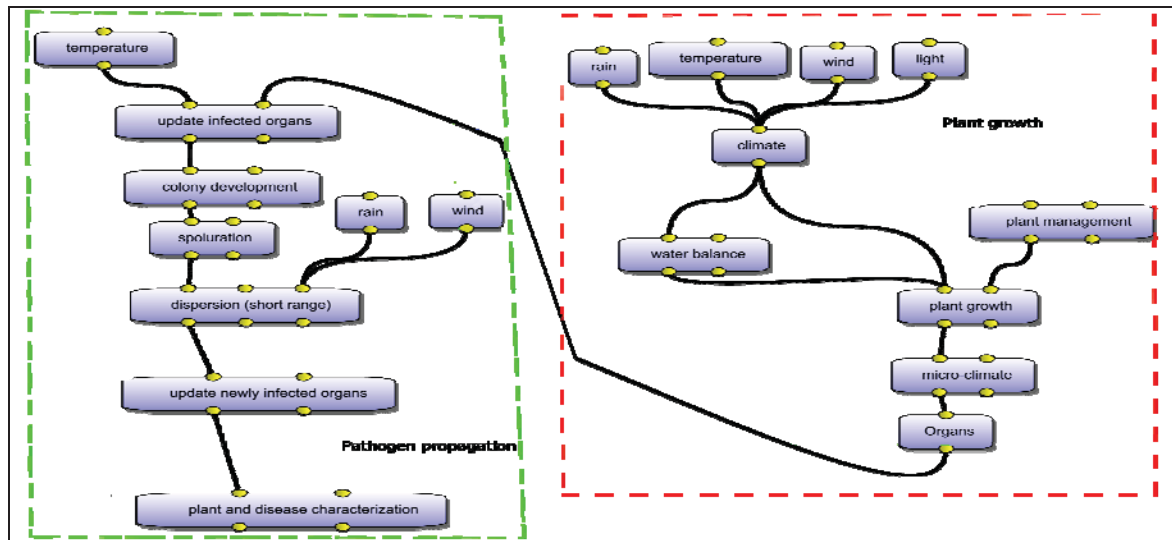 temperature
update infected organs
colony development
rain
wind
spoluration
dispersion (short range)
update newly infected organs
Pathogen propagation
plant and disease characterization
rain
temperature
wind
light
Plant growth
climate
plant management
water balance
plant growth
micro-climate
Organs